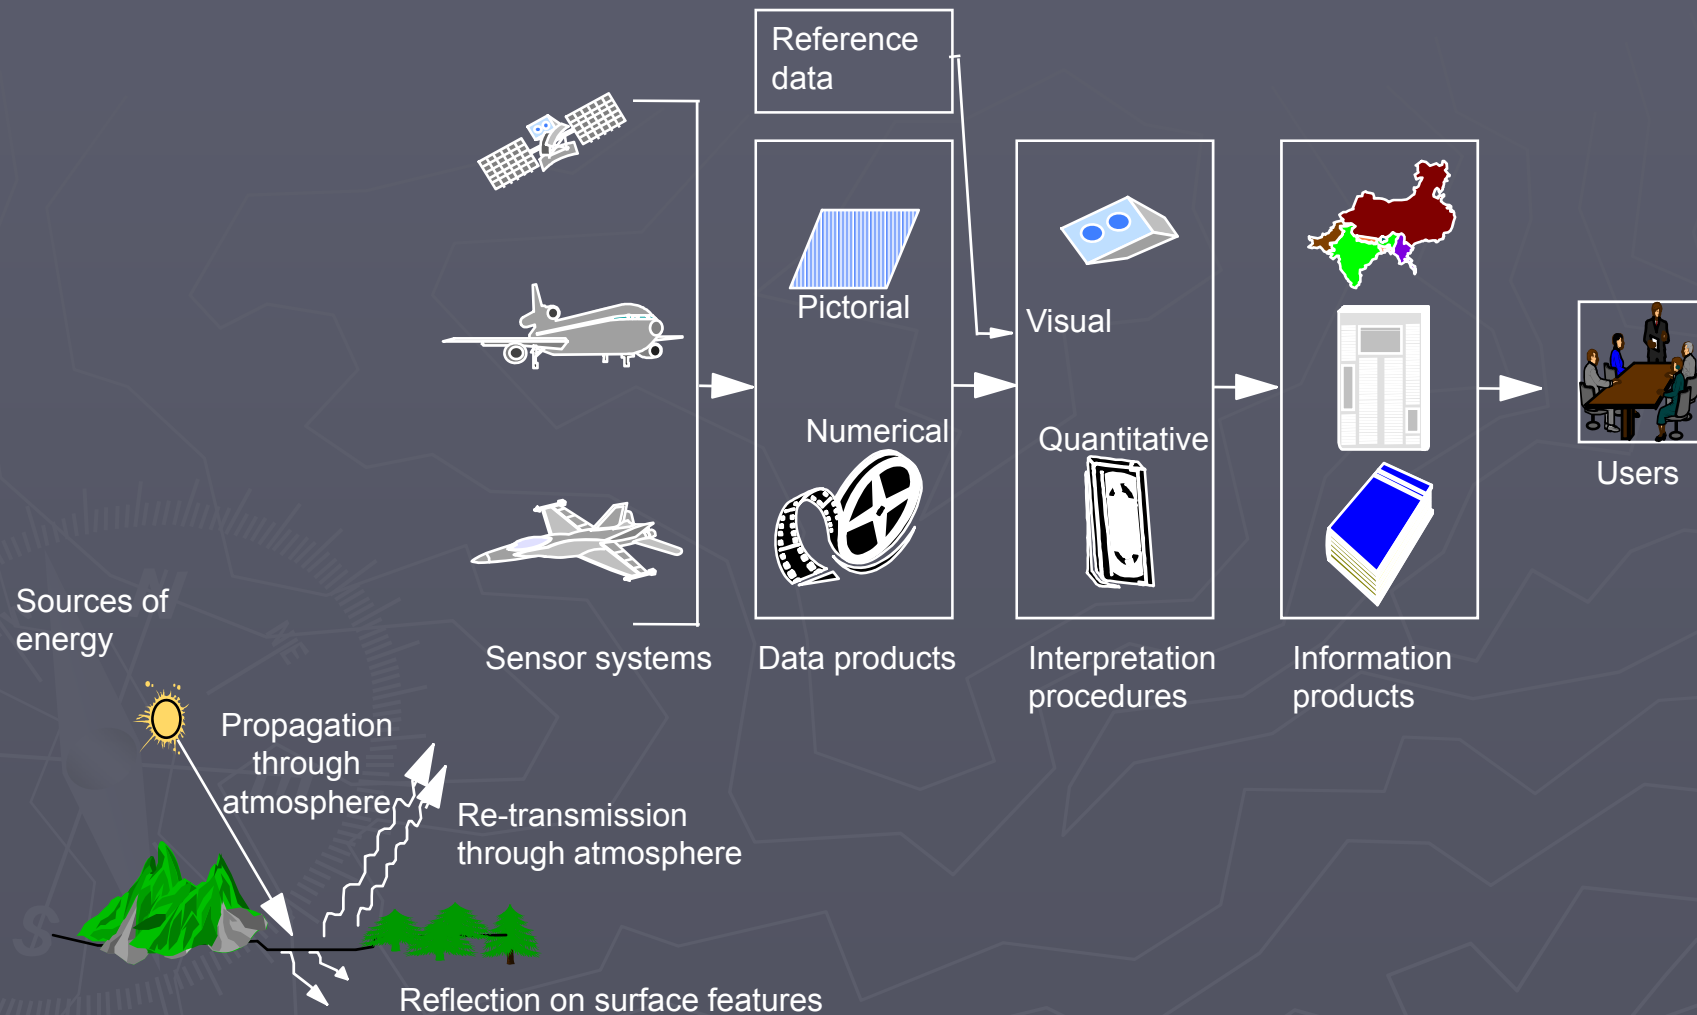 Reference
data
Pictorial
Numerical
Visual
Quantitative
Users
Sources of
energy
Sensor systems
Data products
Interpretation
procedures
Information
products
Propagation
through
atmosphere
Re-transmission
through atmosphere
Reflection on surface features
N
NE
S